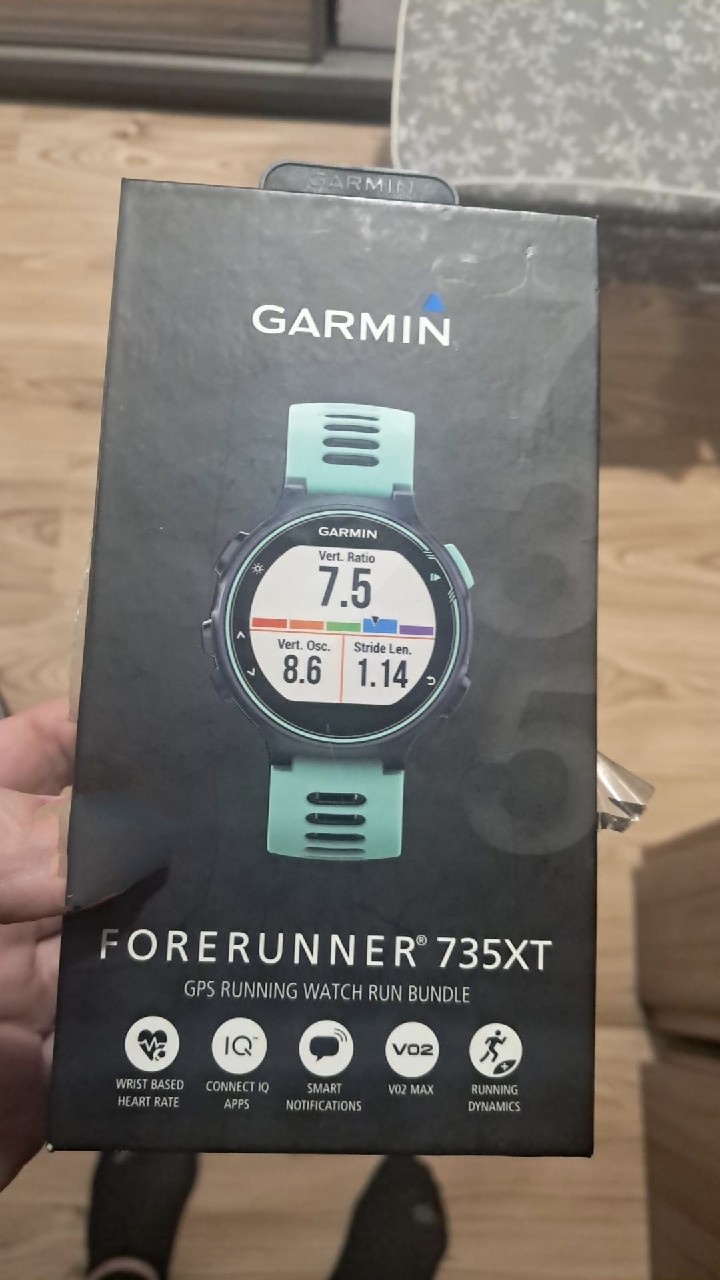 GARMIN
GARMIN
GARMIN
Vert. Ratio
7.5
Vert. Osc.
Stride Len.
8.6
1.14
FORERUNNER® 735XT
GPS RUNNING WATCH RUN BUNDLE
IQ™
VO2
WRIST BASED
HEART RATE
CONNECT IQ
APPS
SMART
NOTIFICATIONS
VO2 MAX
RUNNING
DYNAMICS